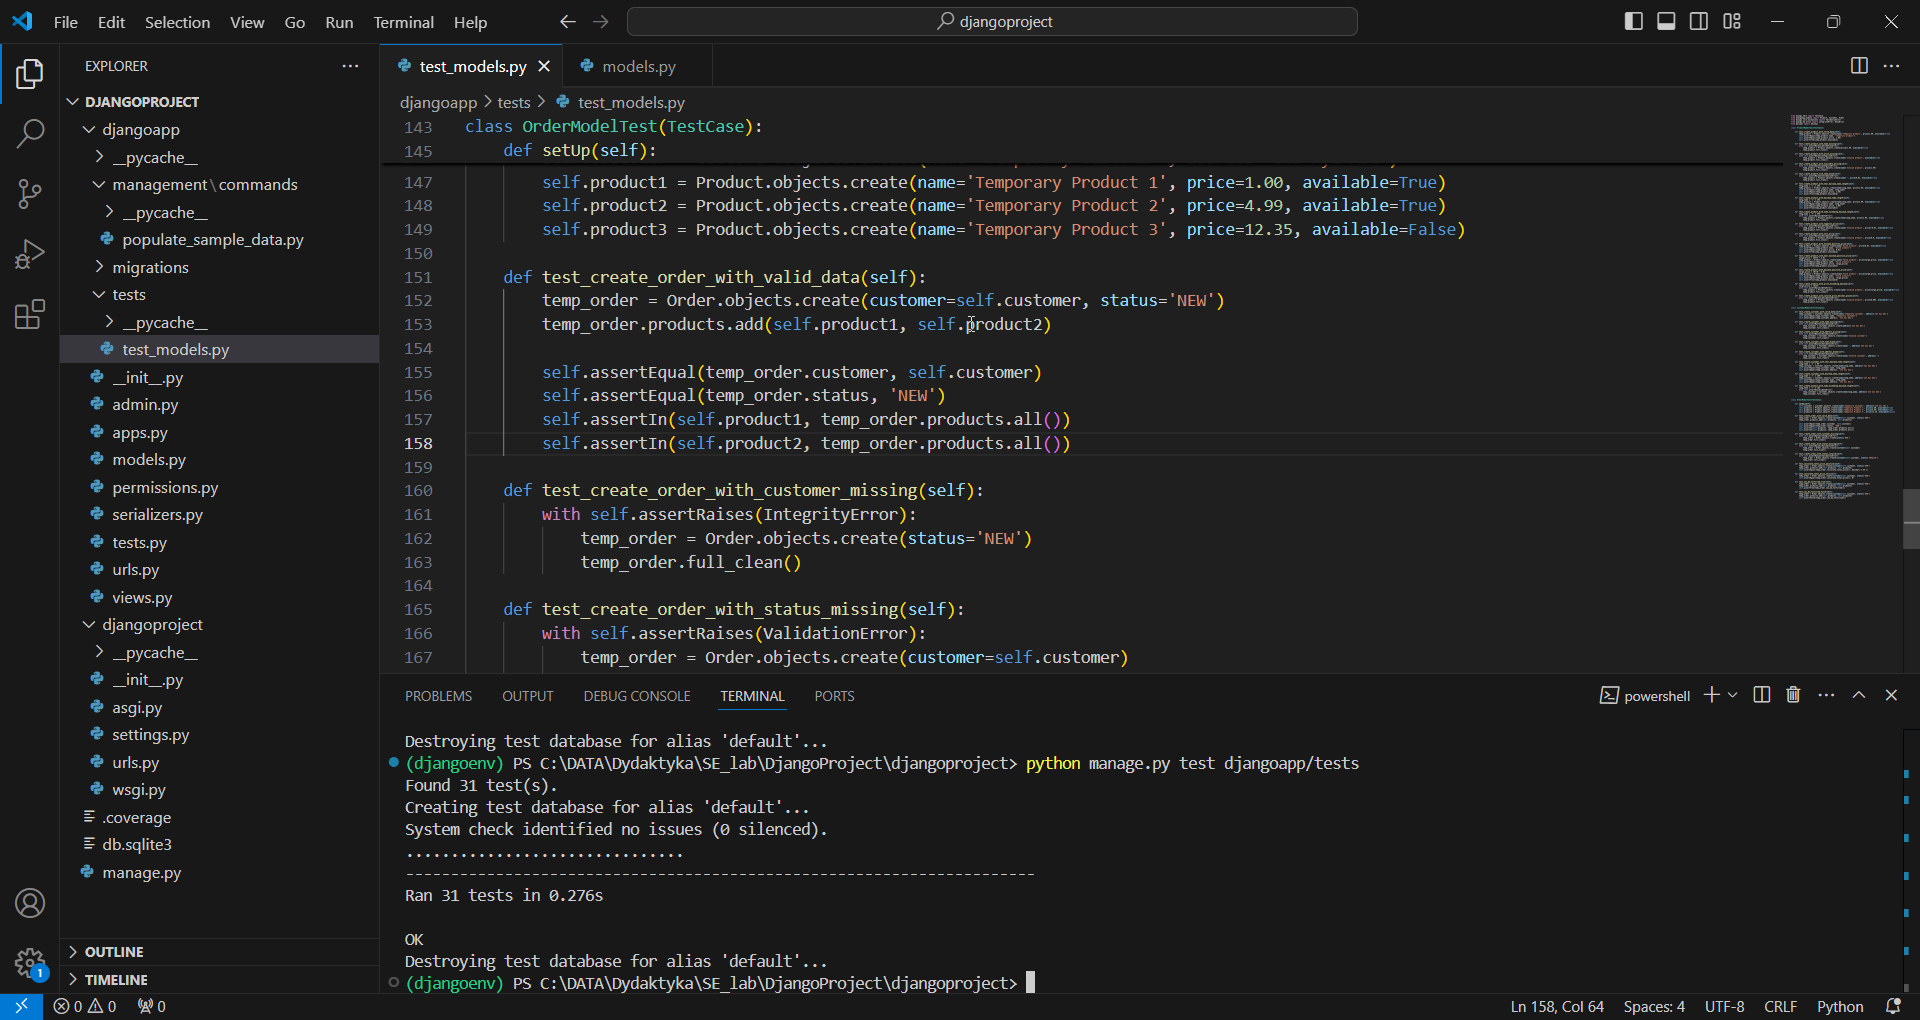 File Edit Selection View Go Run Terminal Help
djangoproject
EXPLORER
DJANGOPROJECT
djangoapp
__pycache__
management\commands
__pycache__
populate_sample_data.py
migrations
tests
__pycache__
test_models.py
__init__.py
admin.py
apps.py
models.py
permissions.py
serializers.py
tests.py
urls.py
views.py
djangoproject
__pycache__
__init__.py
asgi.py
settings.py
urls.py
wsgi.py
.coverage
db.sqlite3
manage.py
OUTLINE
TIMELINE
test_models.py models.py
djangoapp > tests > test_models.py
143 class OrderModelTest(TestCase):
145     def setUp(self):
147         self.product1 = Product.objects.create(name='Temporary Product 1', price=1.00, available=True)
148         self.product2 = Product.objects.create(name='Temporary Product 2', price=4.99, available=True)
149         self.product3 = Product.objects.create(name='Temporary Product 3', price=12.35, available=False)
150
151     def test_create_order_with_valid_data(self):
152         temp_order = Order.objects.create(customer=self.customer, status='NEW')
153         temp_order.products.add(self.product1, self.product2)
154
155         self.assertEqual(temp_order.customer, self.customer)
156         self.assertEqual(temp_order.status, 'NEW')
157         self.assertIn(self.product1, temp_order.products.all())
158         self.assertIn(self.product2, temp_order.products.all())
159
160     def test_create_order_with_customer_missing(self):
161         with self.assertRaises(IntegrityError):
162             temp_order = Order.objects.create(status='NEW')
163             temp_order.full_clean()
164
165     def test_create_order_with_status_missing(self):
166         with self.assertRaises(ValidationError):
167             temp_order = Order.objects.create(customer=self.customer)
PROBLEMS OUTPUT DEBUG CONSOLE TERMINAL PORTS
powershell
Destroying test database for alias 'default'...
(djangoenv) PS C:\DATA\Dydaktyka\SE_lab\DjangoProject\djangoproject> python manage.py test djangoapp/tests
Found 31 test(s).
Creating test database for alias 'default'...
System check identified no issues (0 silenced).
...............................
----------------------------------------------------------------------
Ran 31 tests in 0.276s
OK
Destroying test database for alias 'default'...
(djangoenv) PS C:\DATA\Dydaktyka\SE_lab\DjangoProject\djangoproject>
1
0 0 0
Ln 158, Col 64 Spaces: 4 UTF-8 CRLF Python